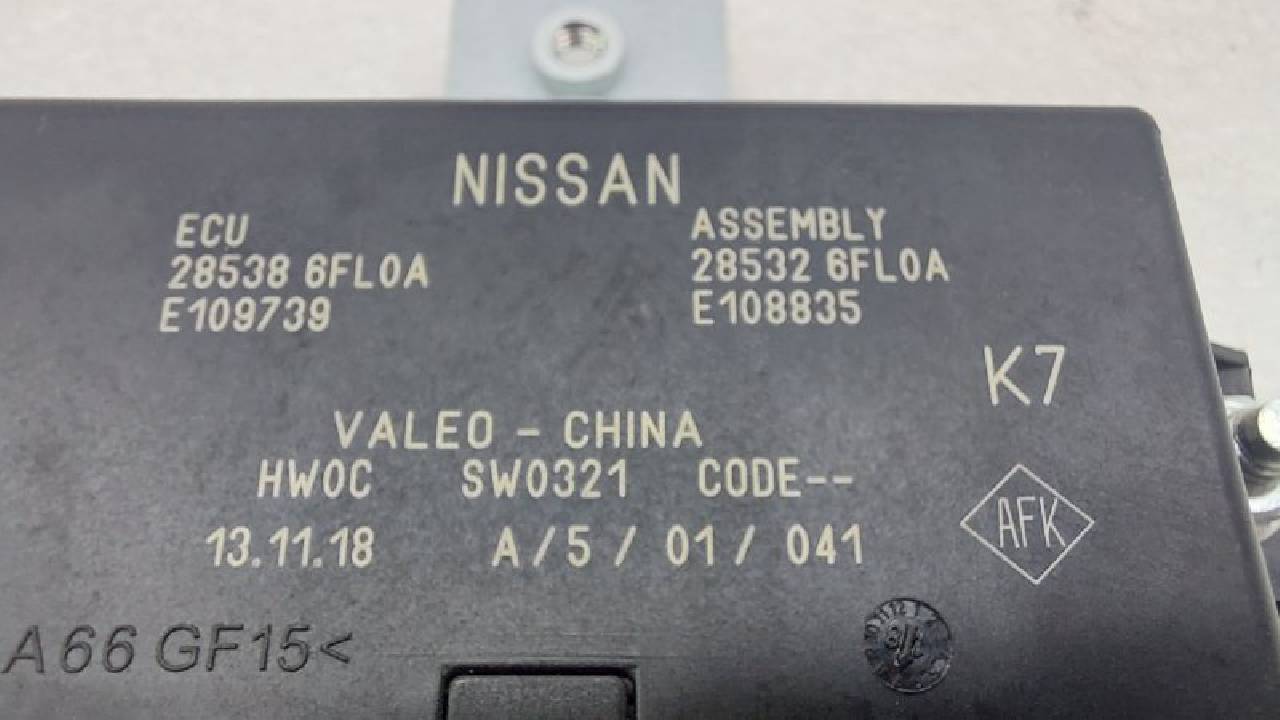 NISSAN
ECU
28538 6FL0A
E109739
ASSEMBLY
28532 6FL0A
E108835
K7
VALEO - CHINA
HW0C SW0321 CODE--
13.11.18 A/5/01/041
AFK
A66 GF15<